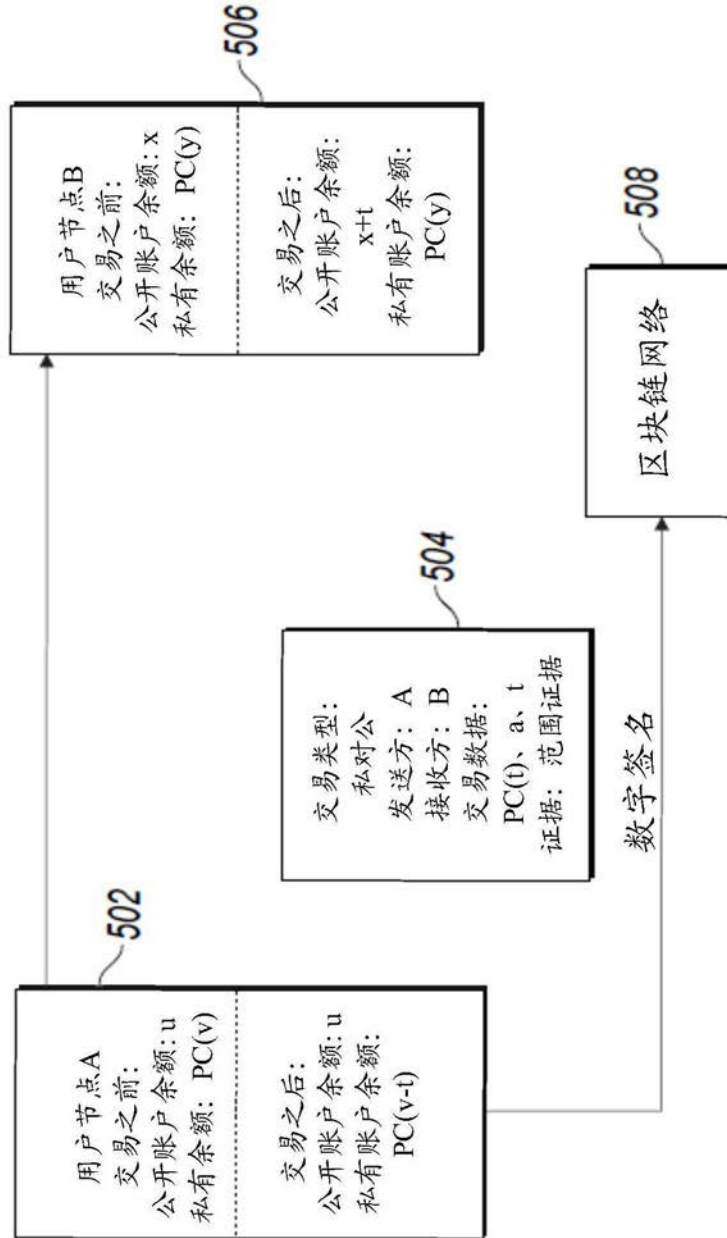 用户节点A
交易之前:
公开账户余额: u
私有余额: PC(v)
交易之后:
公开账户余额: u
私有账户余额:
PC(v-t)
502
交易类型:
私对公
发送方: A
接收方: B
交易数据:
PC(t)、a、t
证据: 范围证据
504
用户节点B
交易之前:
公开账户余额: x
私有余额: PC(y)
交易之后:
公开账户余额:
x+t
私有账户余额:
PC(y)
506
数字签名
区块链网络
508